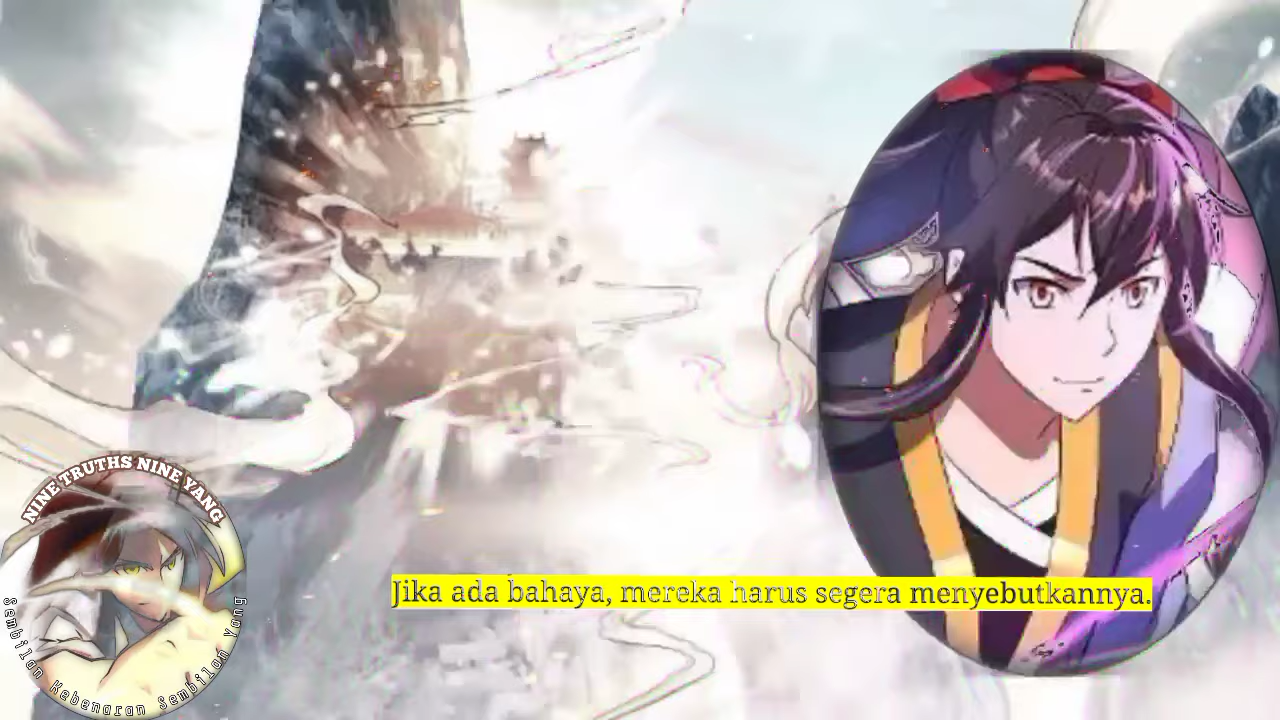 NINE TRUTHS NINE YANG
Sembilan Kebenaran Sembilan Yang
Jika ada bahaya, mereka harus segera menyebutkannya.